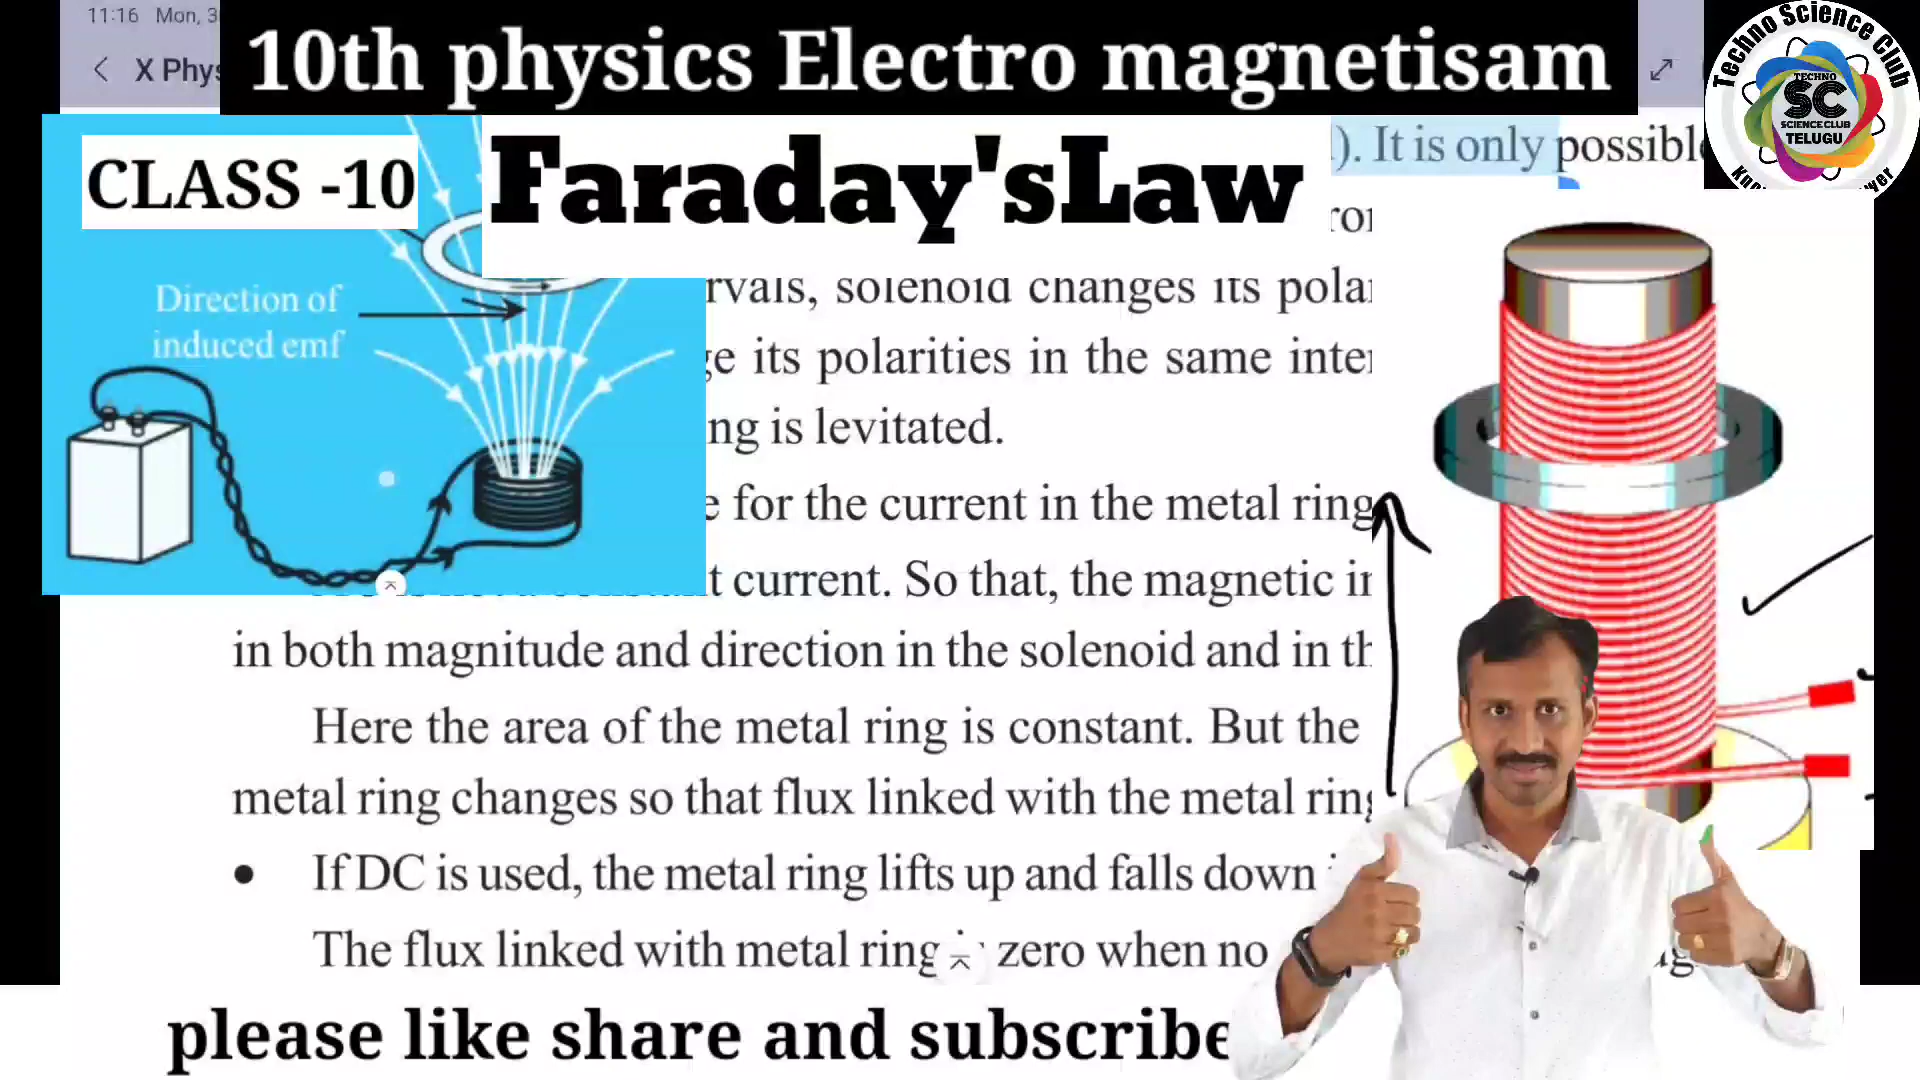 11:16 Mon, 3
X Phys
10th physics Electro magnetisam
Techno Science Club
TECHNO
SC
SCIENCE CLUB
TELUGU
CLASS -10
Faraday'sLaw
). It is only possible
Direction of
induced emf
rvals, solenoid changes its polar
ge its polarities in the same inter
ng is levitated.
e for the current in the metal ring
t current. So that, the magnetic in
in both magnitude and direction in the solenoid and in th
Here the area of the metal ring is constant. But the
metal ring changes so that flux linked with the metal ring
• If DC is used, the metal ring lifts up and falls down
The flux linked with metal ring zero when no
please like share and subscribe